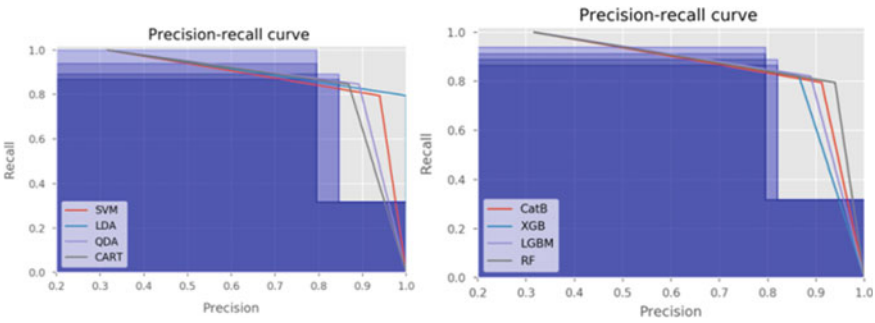 Precision-recall curve
1.0
0.8
0.6
0.4
0.2
0.0
Recall
SVM
LDA
QDA
CART
0.2 0.3 0.4 0.5 0.6 0.7 0.8 0.9 1.0
Precision
Precision-recall curve
1.0
0.8
0.6
0.4
0.2
0.0
Recall
CatB
XGB
LGBM
RF
0.2 0.3 0.4 0.5 0.6 0.7 0.8 0.9 1.0
Precision